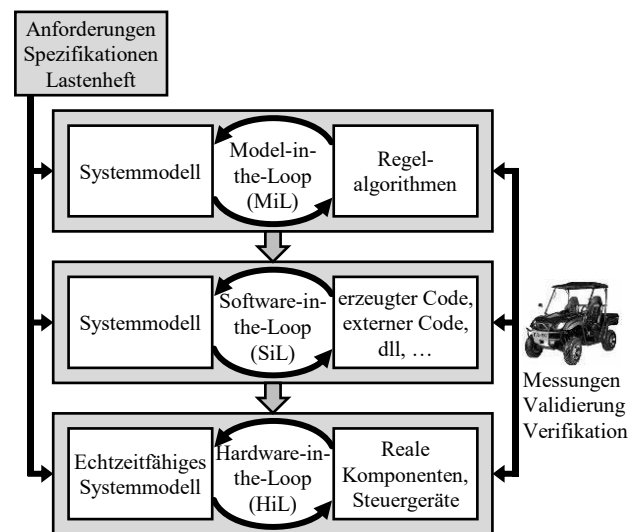 Anforderungen
Spezifikationen
Lastenheft
Systemmodell
Model-in-
the-Loop
(MiL)
Regel-
algorithmen
Systemmodell
Software-in-
the-Loop
(SiL)
erzeugter Code,
externer Code,
dll, …
Messungen
Validierung
Verifikation
Echtzeitfähiges
Systemmodell
Hardware-in-
the-Loop
(HiL)
Reale
Komponenten,
Steuergeräte